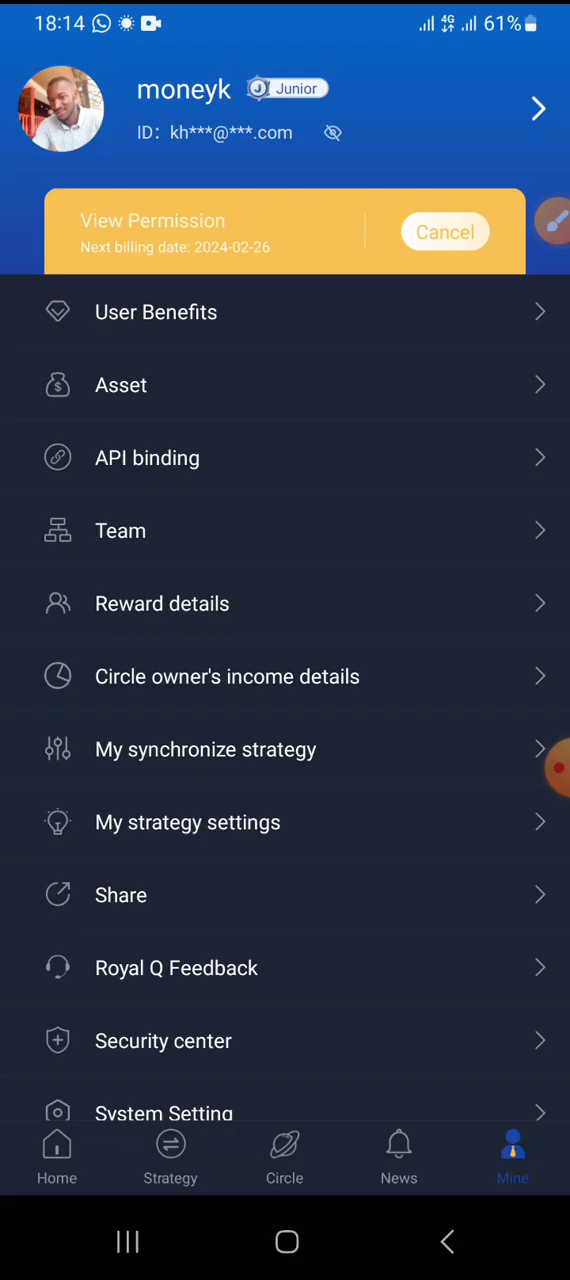 18:14 4G 61%
moneyk J Junior
ID: kh***@***.com
View Permission
Next billing date: 2024-02-26
Cancel
User Benefits
Asset
API binding
Team
Reward details
Circle owner's income details
My synchronize strategy
My strategy settings
Share
Royal Q Feedback
Security center
System Setting
Home Strategy Circle News Mine